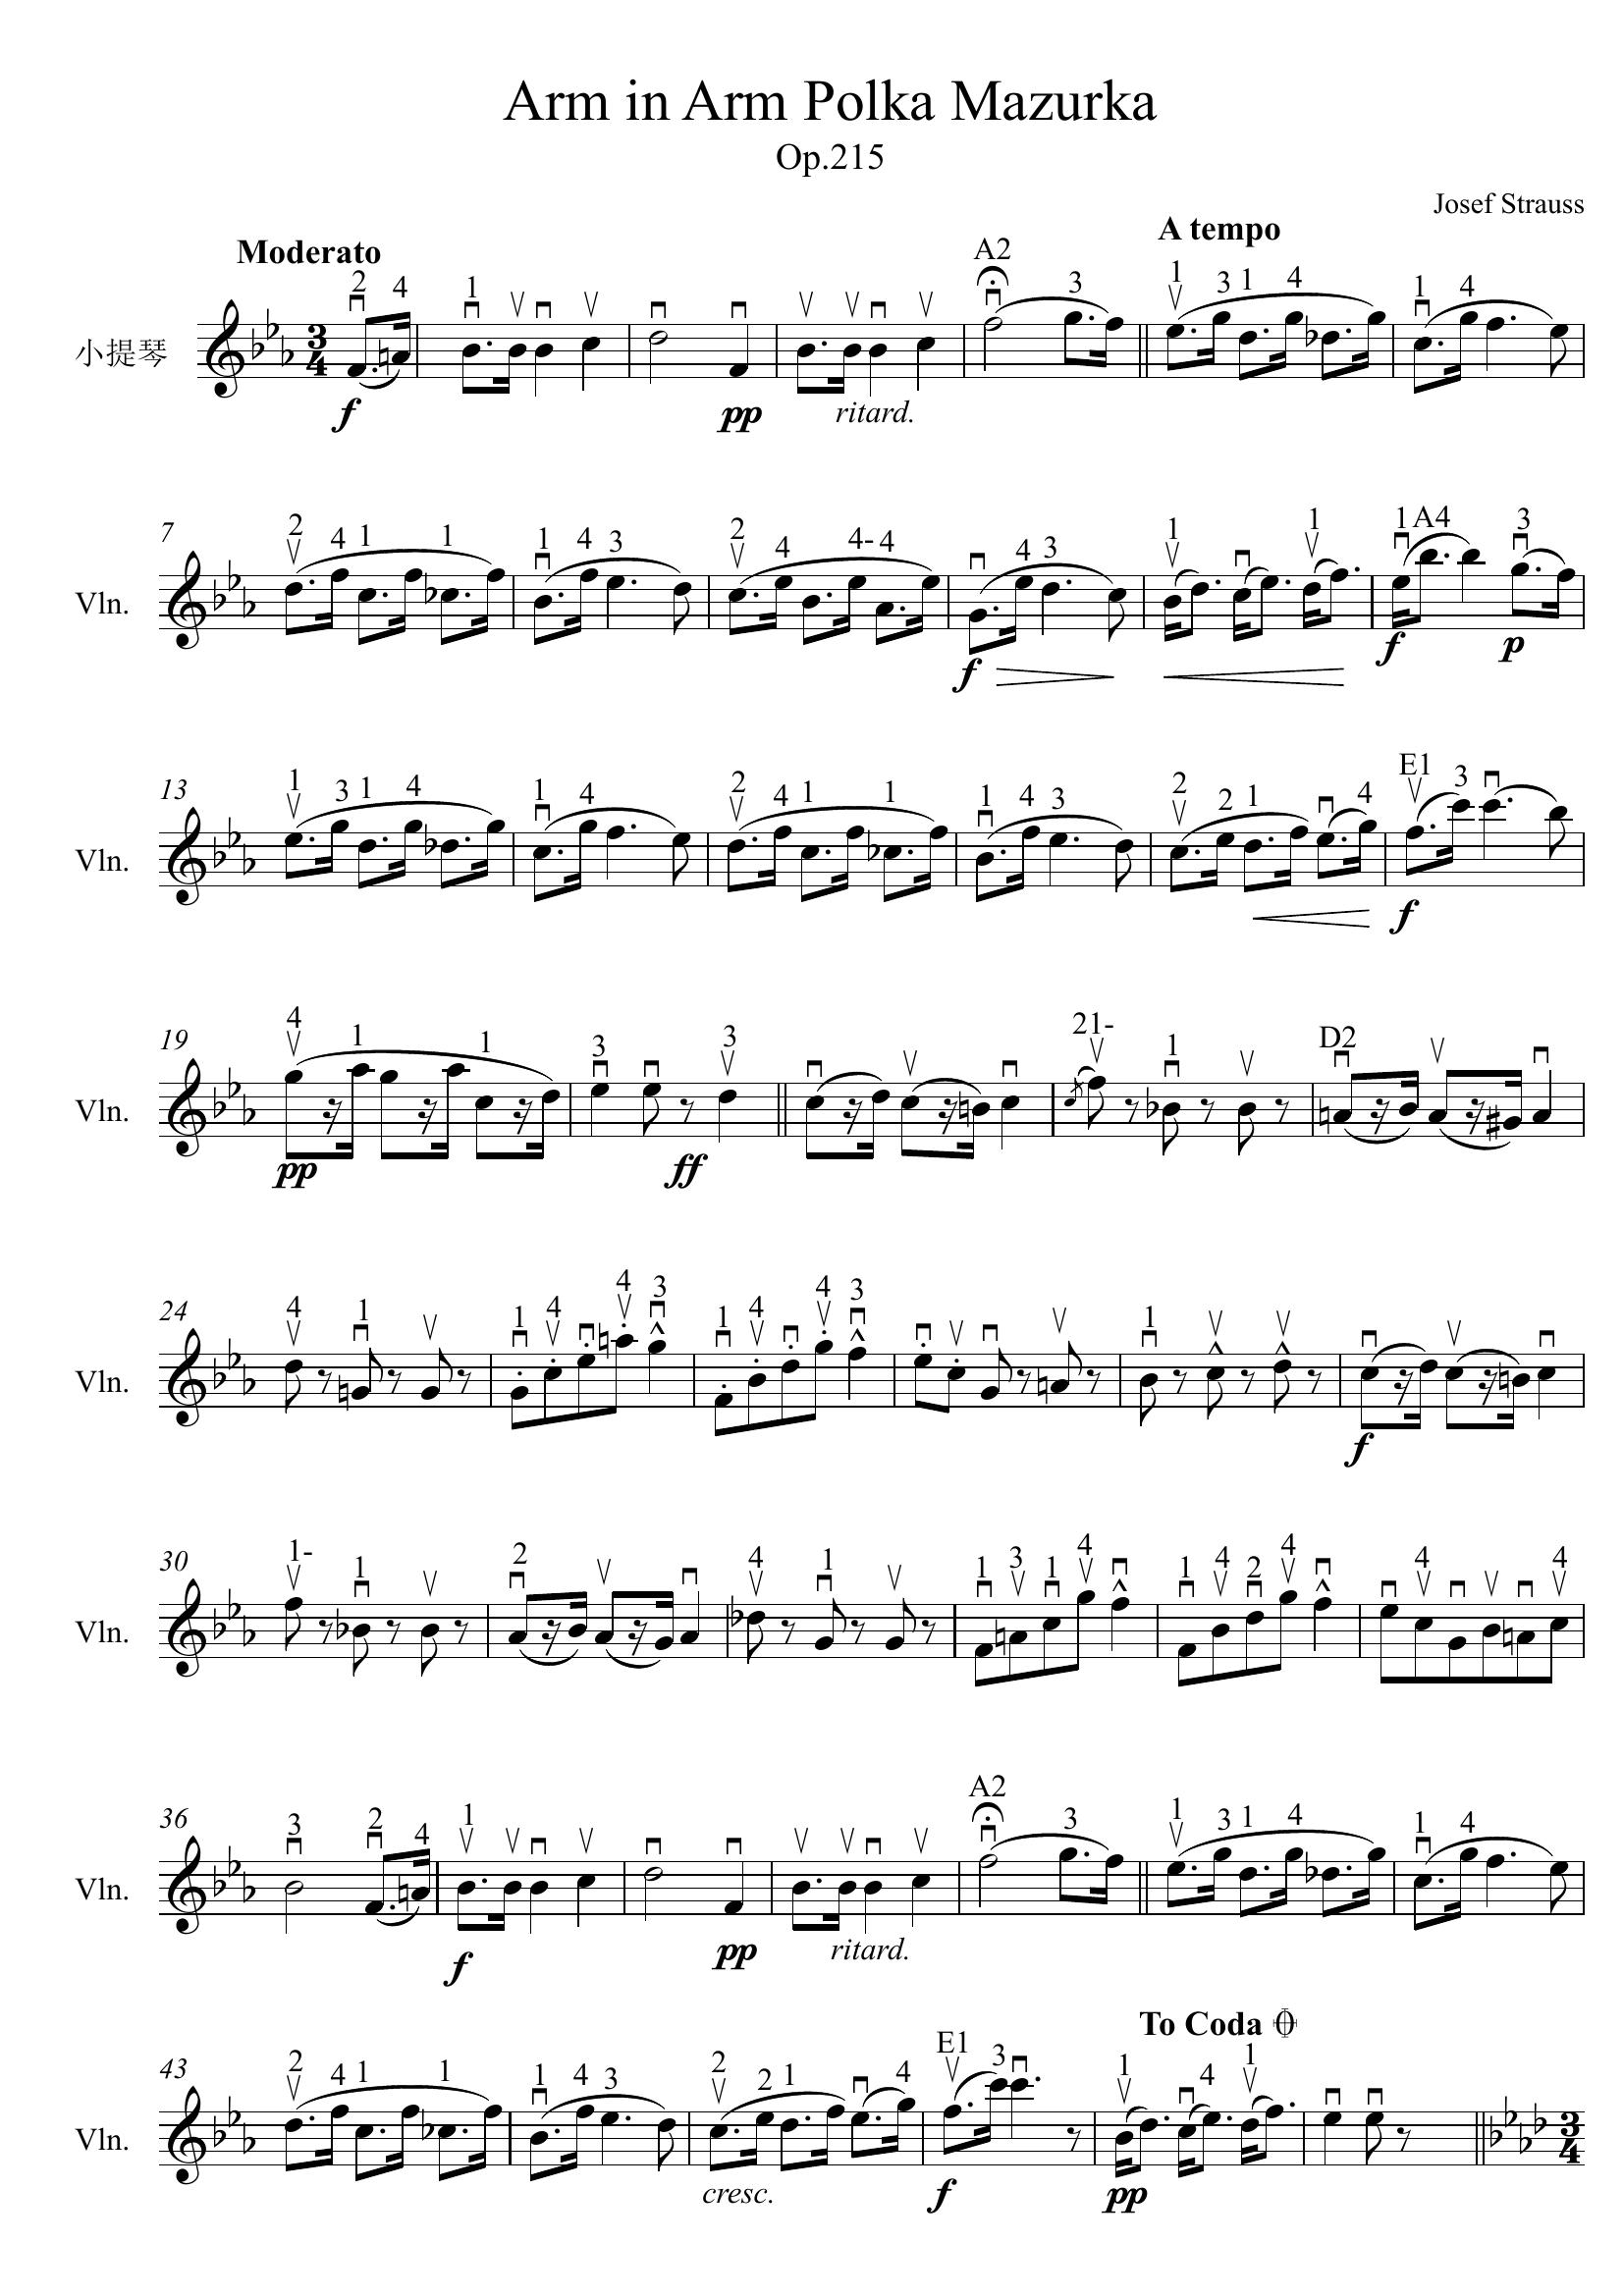 Arm in Arm Polka Mazurka
Op.215
Josef Strauss
Moderato
A tempo
2 4 1 A2 3 1 3 1 4 1 4
小提琴
3 4
f pp ritard.
7
2 4 1 1 1 4 3 2 4 4- 4 4 3 1 1 1 A4 3
Vln.
f f p
13
1 3 1 4 1 4 2 4 1 1 1 4 3 2 2 1 4 E1 3
Vln.
f
19
4 1 1 3 3 21- 1 D2
Vln.
pp ff
24
4 1 1 4 4 3 1 4 4 3 1
Vln.
f
30
1- 1 2 4 1 1 3 1 4 1 4 2 4 4 4
Vln.
36
3 2 4 1 A2 3 1 3 1 4 1 4
Vln.
f pp ritard.
To Coda
43
2 4 1 1 1 4 3 2 2 1 4 E1 3 1 4 1
Vln.
3 4
cresc. f pp